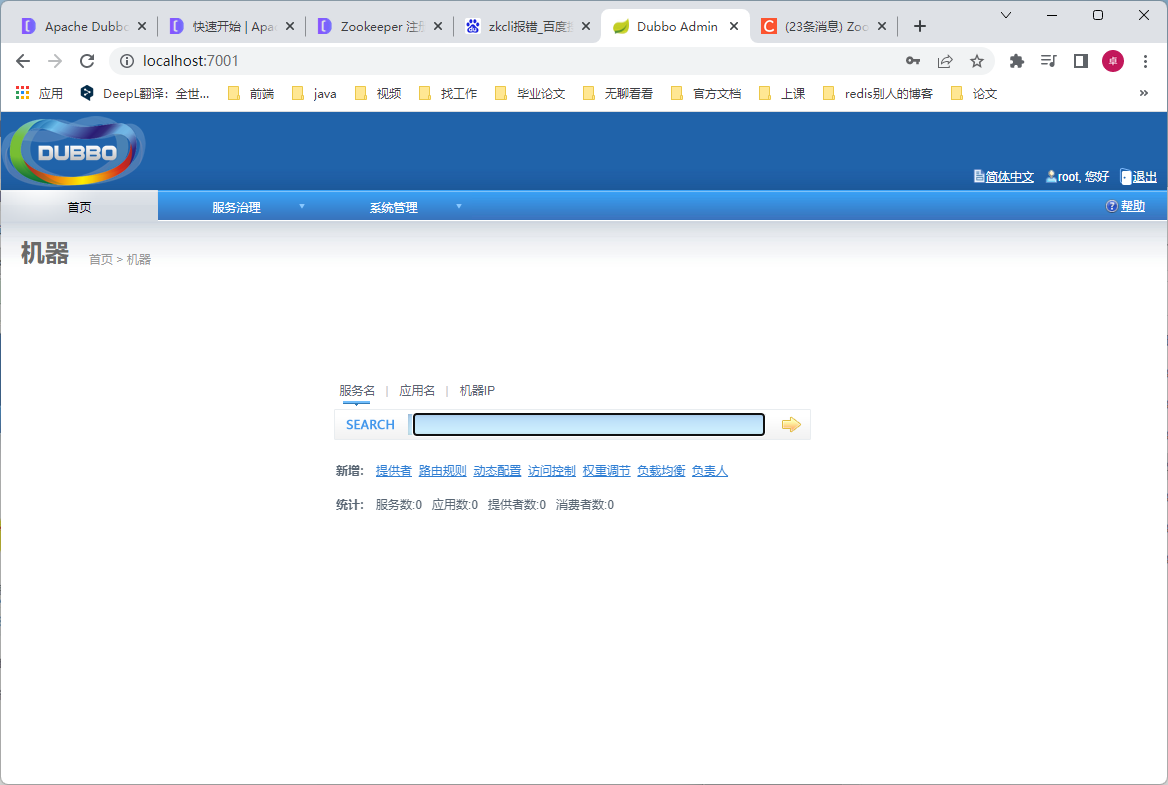 Apache Dubbo 快速开始 | Apac Zookeeper 注册 zkcli报错_百度搜 Dubbo Admin (23条消息) Zoo
localhost:7001
应用 DeepL翻译：全世... 前端 java 视频 找工作 毕业论文 无聊看看 官方文档 上课 redis别人的博客 论文 »
卓
DUBBO
简体中文 root, 您好 退出
首页 服务治理 系统管理 帮助
机器 首页 > 机器
服务名 | 应用名 | 机器IP
SEARCH
新增: 提供者 路由规则 动态配置 访问控制 权重调节 负载均衡 负责人
统计: 服务数:0 应用数:0 提供者数:0 消费者数:0